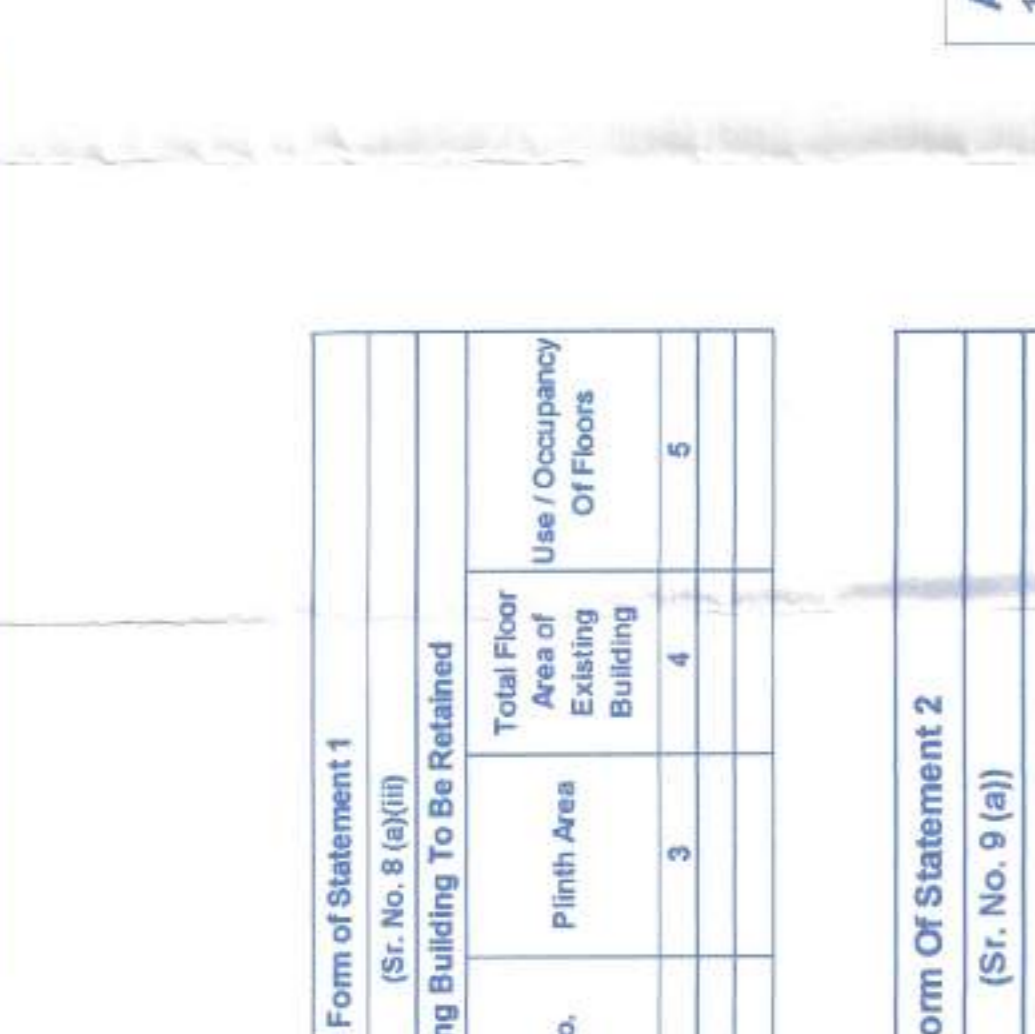 Form of Statement 1
(Sr. No. 8 (a)(iii)
ng Building To Be Retained
o.
Plinth Area
Total Floor
Area of
Existing
Building
Use / Occupancy
Of Floors
3
4
5
orm Of Statement 2
(Sr. No. 9 (a))